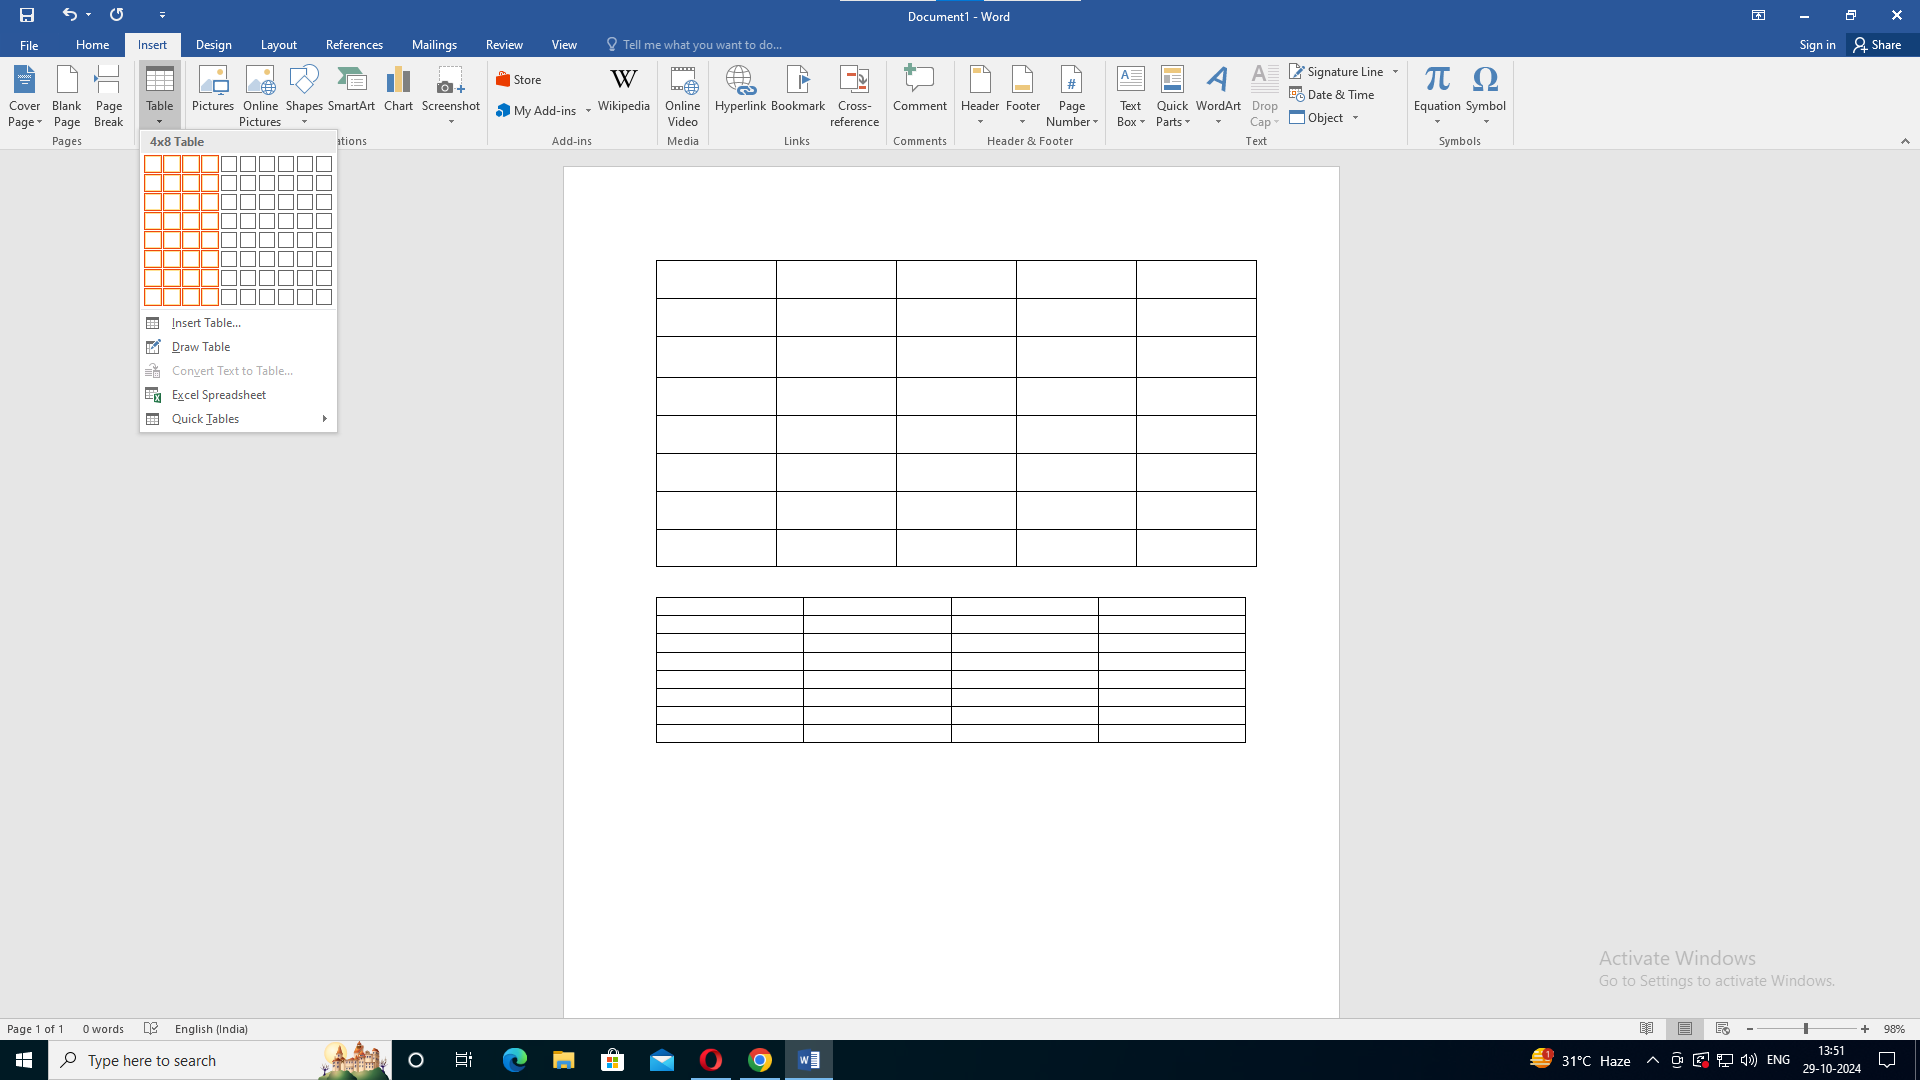 Document1 - Word
File Home Insert Design Layout References Mailings Review View Tell me what you want to do... Sign in Share
Cover Page
Blank Page
Page Break
Table
Pictures
Online Pictures
Shapes
SmartArt
Chart
Screenshot
Store
My Add-ins
Wikipedia
Online Video
Hyperlink
Bookmark
Cross-reference
Comment
Header
Footer
Page Number
Text Box
Quick Parts
WordArt
Drop Cap
Signature Line
Date & Time
Object
Equation
Symbol
Pages ations Add-ins Media Links Comments Header & Footer Text Symbols
4x8 Table
Insert Table...
Draw Table
Convert Text to Table...
Excel Spreadsheet
Quick Tables
Activate Windows
Go to Settings to activate Windows.
Page 1 of 1 0 words English (India) 98%
Type here to search
31°C Haze ENG
13:51
29-10-2024